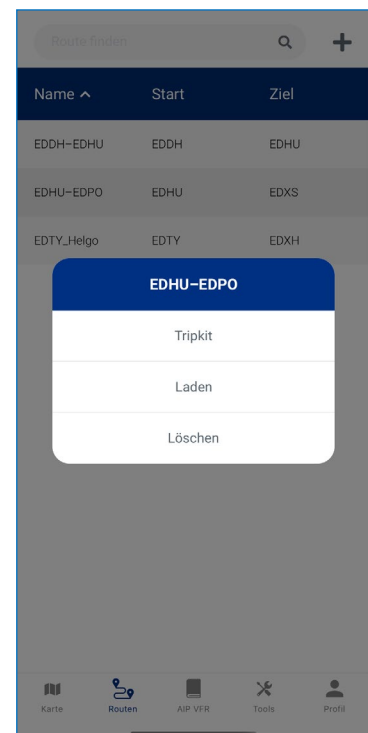 Route finden
Name Start Ziel
EDDH-EDHU EDDH EDHU
EDHU-EDPO EDHU EDXS
EDTY_Helgo EDTY EDXH
EDHU-EDPO
Tripkit
Laden
Löschen
Karte Routen AIP VFR Tools Profil